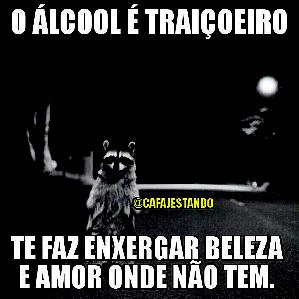 O ÁLCOOL É TRAIÇOEIRO
@CAFAJESTANDO
TE FAZ ENXERGAR BELEZA
E AMOR ONDE NÃO TEM.